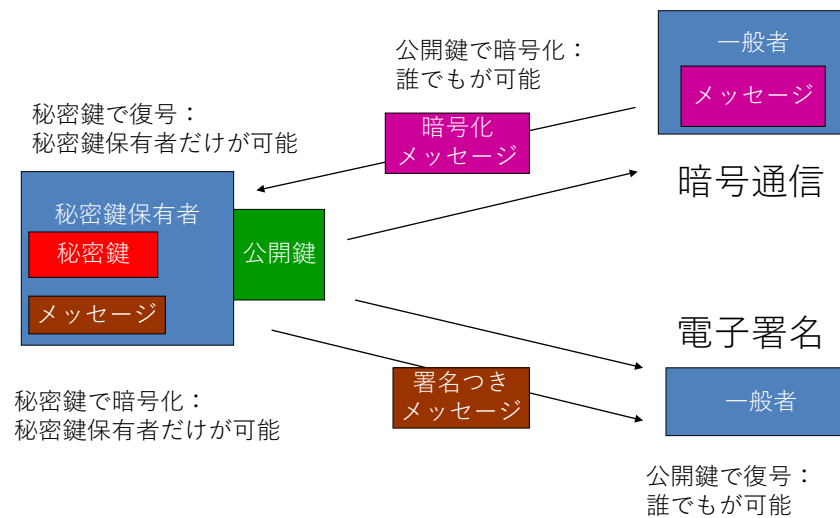 公開鍵で暗号化：
誰でもが可能
一般者
メッセージ
秘密鍵で復号：
秘密鍵保有者だけが可能
暗号化
メッセージ
暗号通信
秘密鍵保有者
秘密鍵
公開鍵
メッセージ
電子署名
署名つき
メッセージ
一般者
秘密鍵で暗号化：
秘密鍵保有者だけが可能
公開鍵で復号：
誰でもが可能